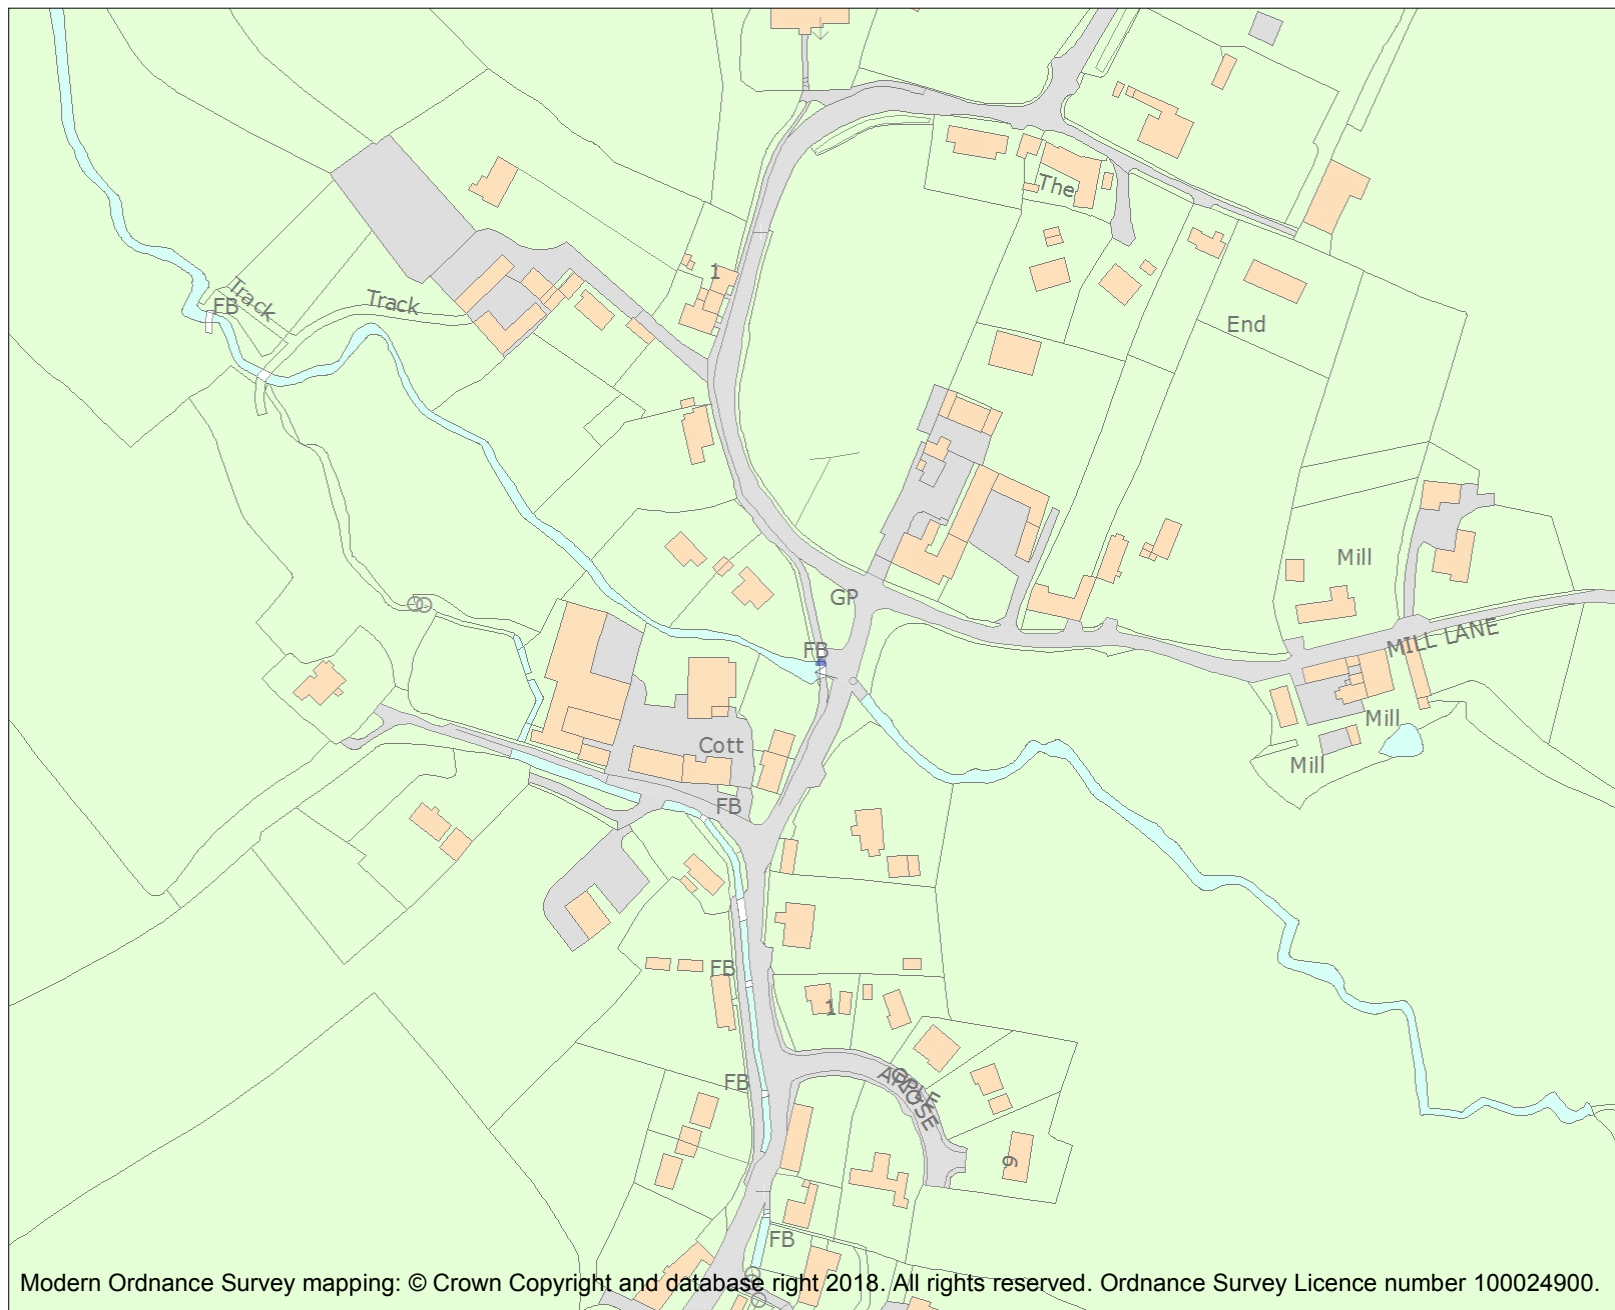 The
1
Track
Track
FB
End
Mill
GP
MILL LANE
FB
Mill
Cott
Mill
FB
FB
1
FB
APPLE
CLOSE
9
FB
Modern Ordnance Survey mapping: © Crown Copyright and database right 2018. All rights reserved. Ordnance Survey Licence number 100024900.